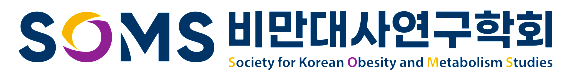 SOMS 비만대사연구학회
Society for Korean Obesity and Metabolism Studies